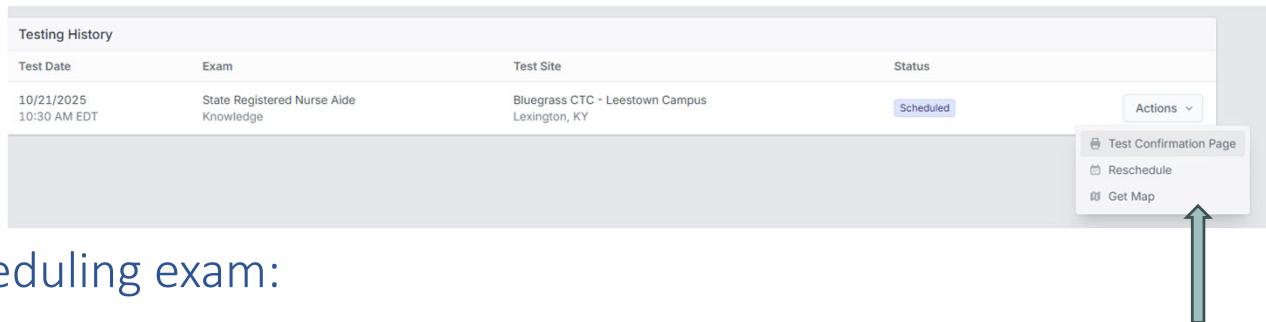 Testing History
Test Date Exam Test Site Status
10/21/2025 State Registered Nurse Aide Bluegrass CTC - Leestown Campus Scheduled Actions
10:30 AM EDT Knowledge Lexington, KY
Test Confirmation Page
Reschedule
Get Map
eduling exam: